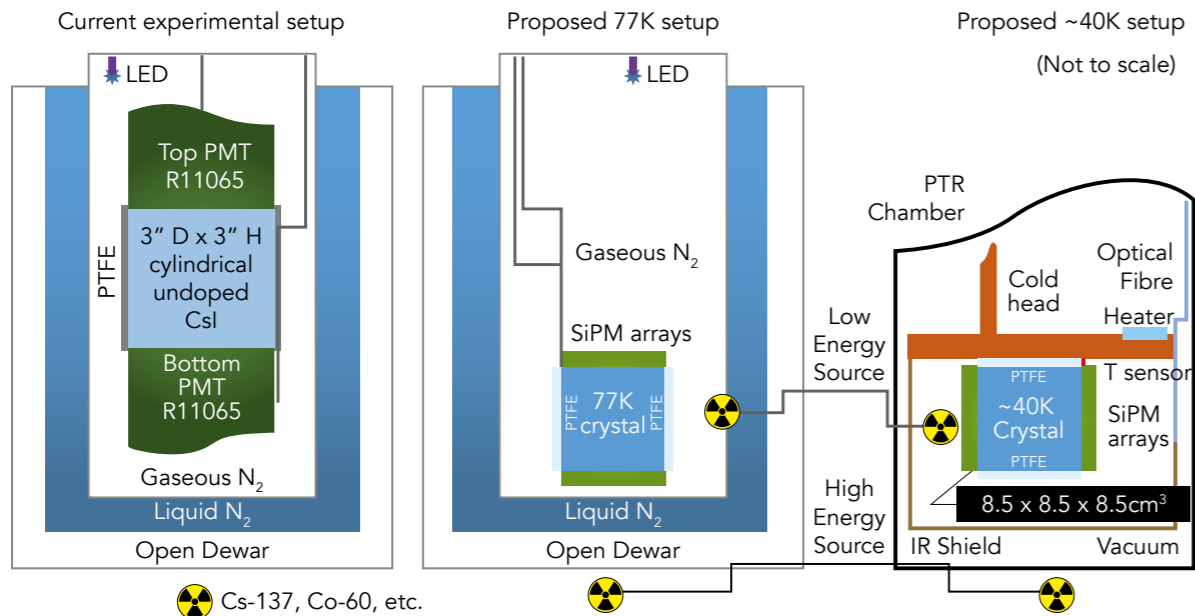 Current experimental setup
LED
Top PMT
R11065
PTFE
3” D x 3” H
cylindrical
undoped
CsI
Bottom
PMT
R11065
Gaseous N₂
Liquid N₂
Open Dewar
Cs-137, Co-60, etc.
Proposed 77K setup
LED
Gaseous N₂
SiPM arrays
PTFE
77K
crystal
PTFE
Liquid N₂
Open Dewar
Low
Energy
Source
High
Energy
Source
Proposed ~40K setup
(Not to scale)
PTR
Chamber
Cold
head
Optical
Fibre
Heater
T sensor
PTFE
~40K
Crystal
PTFE
SiPM
arrays
8.5 x 8.5 x 8.5cm³
IR Shield
Vacuum